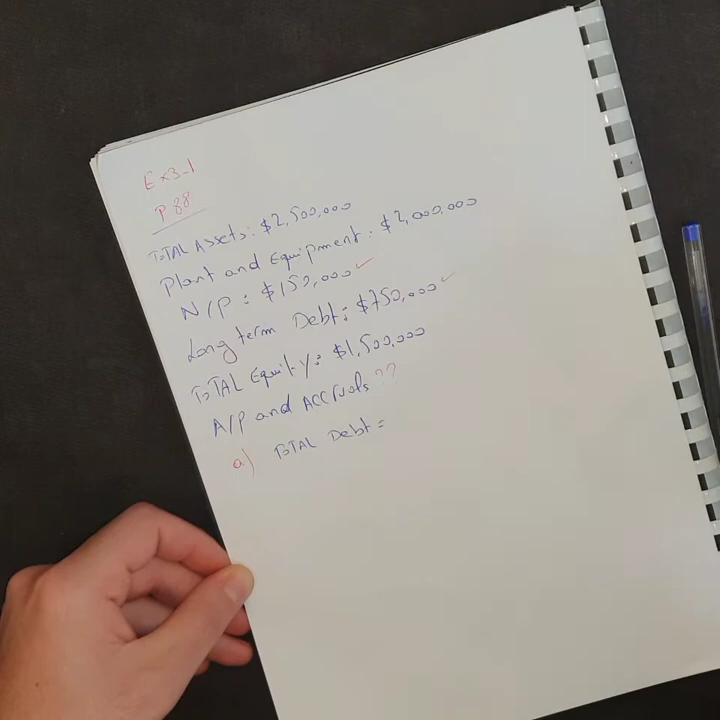 Ex3-1
P 88
TOTAL Assets: $2,500,000
Plant and Equipment: $2,000,000
N/P: $150,000 ✓
Long term Debt: $750,000 ✓
TOTAL Equity: $1,500,000
A/P and ACCruals ??
a) TOTAL Debt =